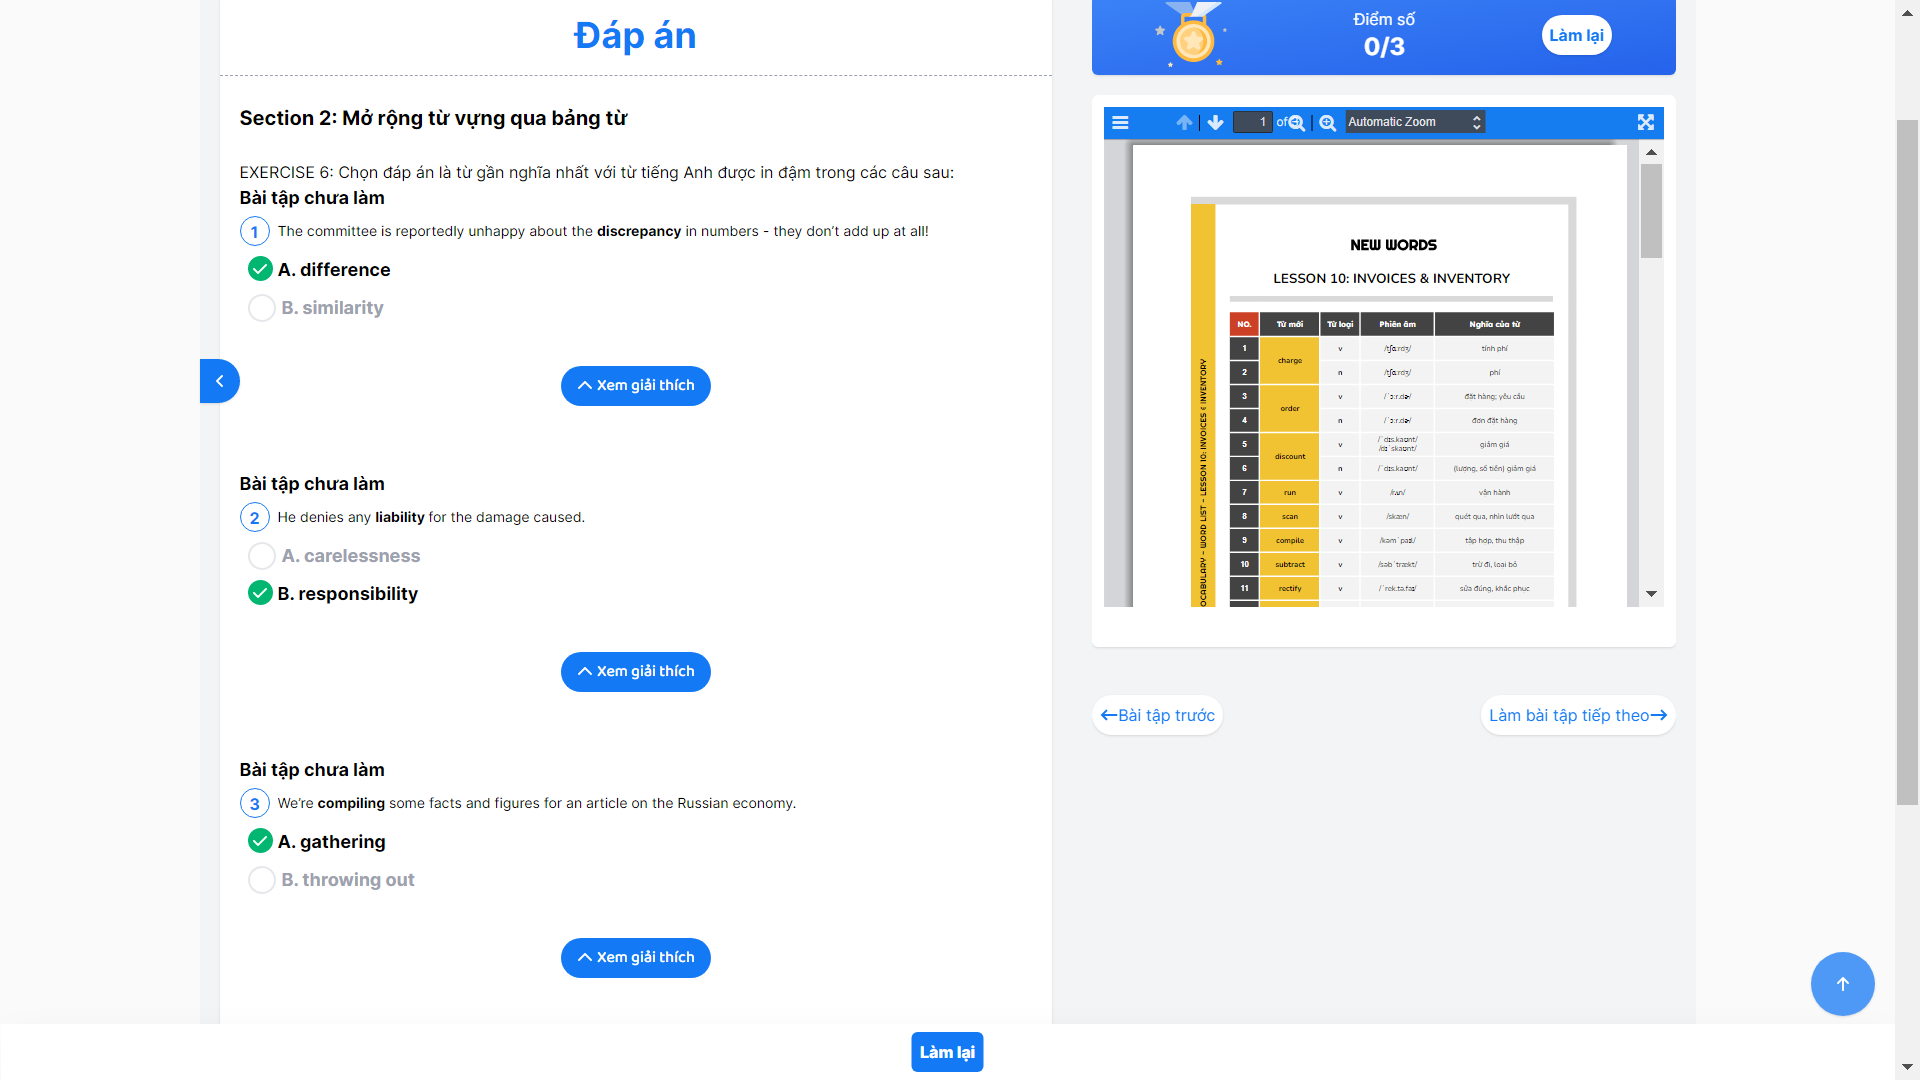 Đáp án
Section 2: Mở rộng từ vựng qua bảng từ
EXERCISE 6: Chọn đáp án là từ gần nghĩa nhất với từ tiếng Anh được in đậm trong các câu sau:
Bài tập chưa làm
1 The committee is reportedly unhappy about the discrepancy in numbers - they don’t add up at all!
A. difference
B. similarity
Xem giải thích
Bài tập chưa làm
2 He denies any liability for the damage caused.
A. carelessness
B. responsibility
Xem giải thích
Bài tập chưa làm
3 We’re compiling some facts and figures for an article on the Russian economy.
A. gathering
B. throwing out
Xem giải thích
Làm lại
Điểm số
0/3
Làm lại
1 of Automatic Zoom
OCABULARY - WORD LIST - LESSON 10: INVOICES & INVENTORY
NEW WORDS
LESSON 10: INVOICES & INVENTORY
NO. Từ mới Từ loại Phiên âm Nghĩa của từ
1 charge v /tʃɑːrdʒ/ tính phí
2 n /tʃɑːrdʒ/ phí
3 order v /ˈɔːr.dɚ/ đặt hàng; yêu cầu
4 n /ˈɔːr.dɚ/ đơn đặt hàng
5 discount v /ˈdɪs.kaʊnt/ /dɪˈskaʊnt/ giảm giá
6 n /ˈdɪs.kaʊnt/ (lượng, số tiền) giảm giá
7 run v /rʌn/ vận hành
8 scan v /skæn/ quét qua, nhìn lướt qua
9 compile v /kəmˈpaɪl/ tập hợp, thu thập
10 subtract v /səbˈtrækt/ trừ đi, loại bỏ
11 rectify v /ˈrek.tə.faɪ/ sửa đúng, khắc phục
Bài tập trước
Làm bài tập tiếp theo